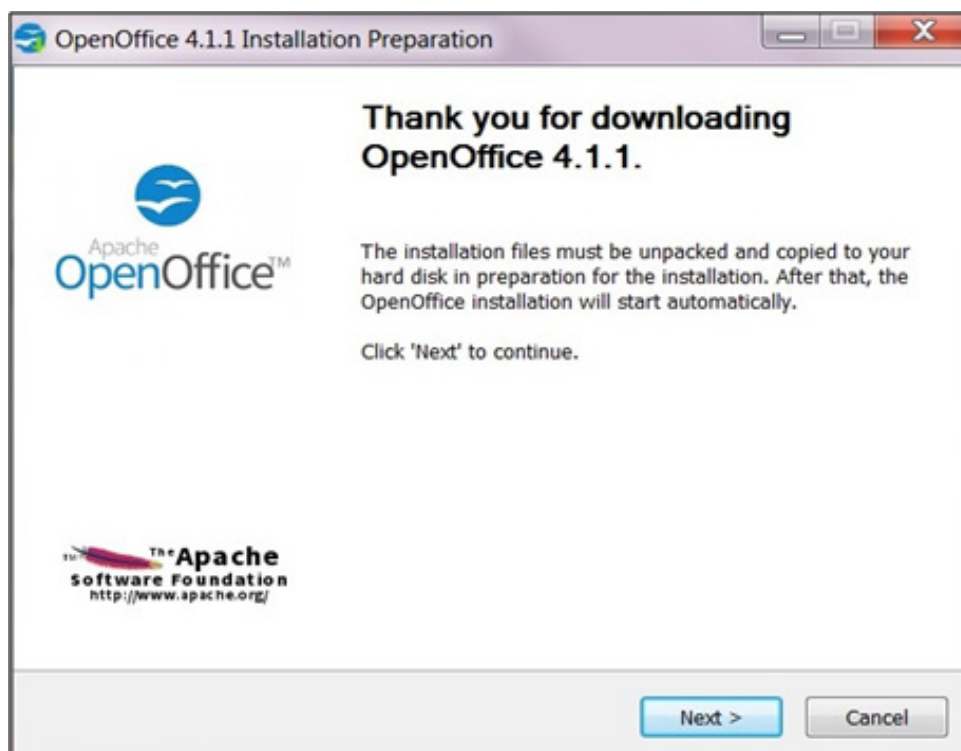 OpenOffice 4.1.1 Installation Preparation
Thank you for downloading
OpenOffice 4.1.1.
Apache
OpenOffice™
The installation files must be unpacked and copied to your
hard disk in preparation for the installation. After that, the
OpenOffice installation will start automatically.
Click 'Next' to continue.
TM The Apache
Software Foundation
http://www.apache.org/
Next >
Cancel